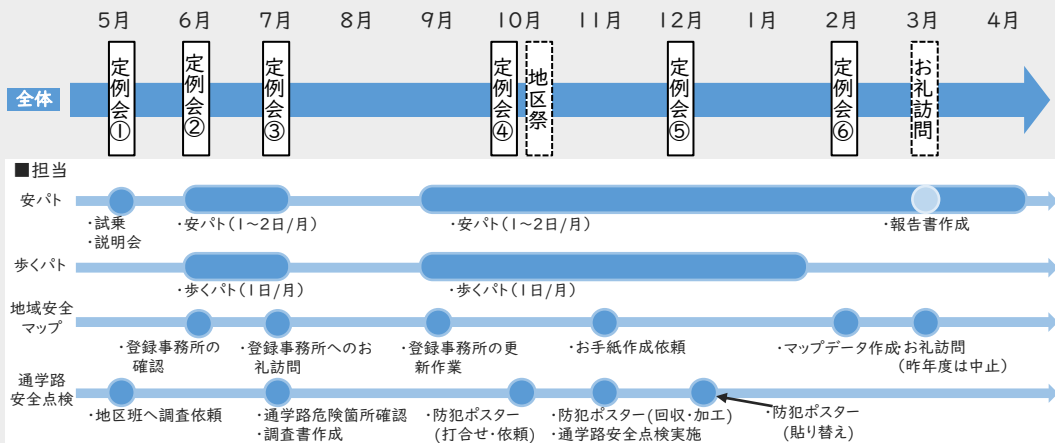 5月 6月 7月 8月 9月 10月 11月 12月 1月 2月 3月 4月
全体
定例会①
定例会②
定例会③
定例会④
地区祭
定例会⑤
定例会⑥
お礼訪問
■担当
安パト
・試乗
・説明会
・安パト(1~2日/月)
・安パト(1~2日/月)
・報告書作成
歩くパト
・歩くパト(1日/月)
・歩くパト(1日/月)
地域安全
マップ
・登録事務所の
確認
・登録事務所へのお
礼訪問
・登録事務所の更
新作業
・お手紙作成依頼
・マップデータ作成
・お礼訪問
(昨年度は中止)
通学路
安全点検
・地区班へ調査依頼
・通学路危険箇所確認
・調査書作成
・防犯ポスター
(打合せ・依頼)
・防犯ポスター(回収・加工)
・通学路安全点検実施
・防犯ポスター
(貼り替え)